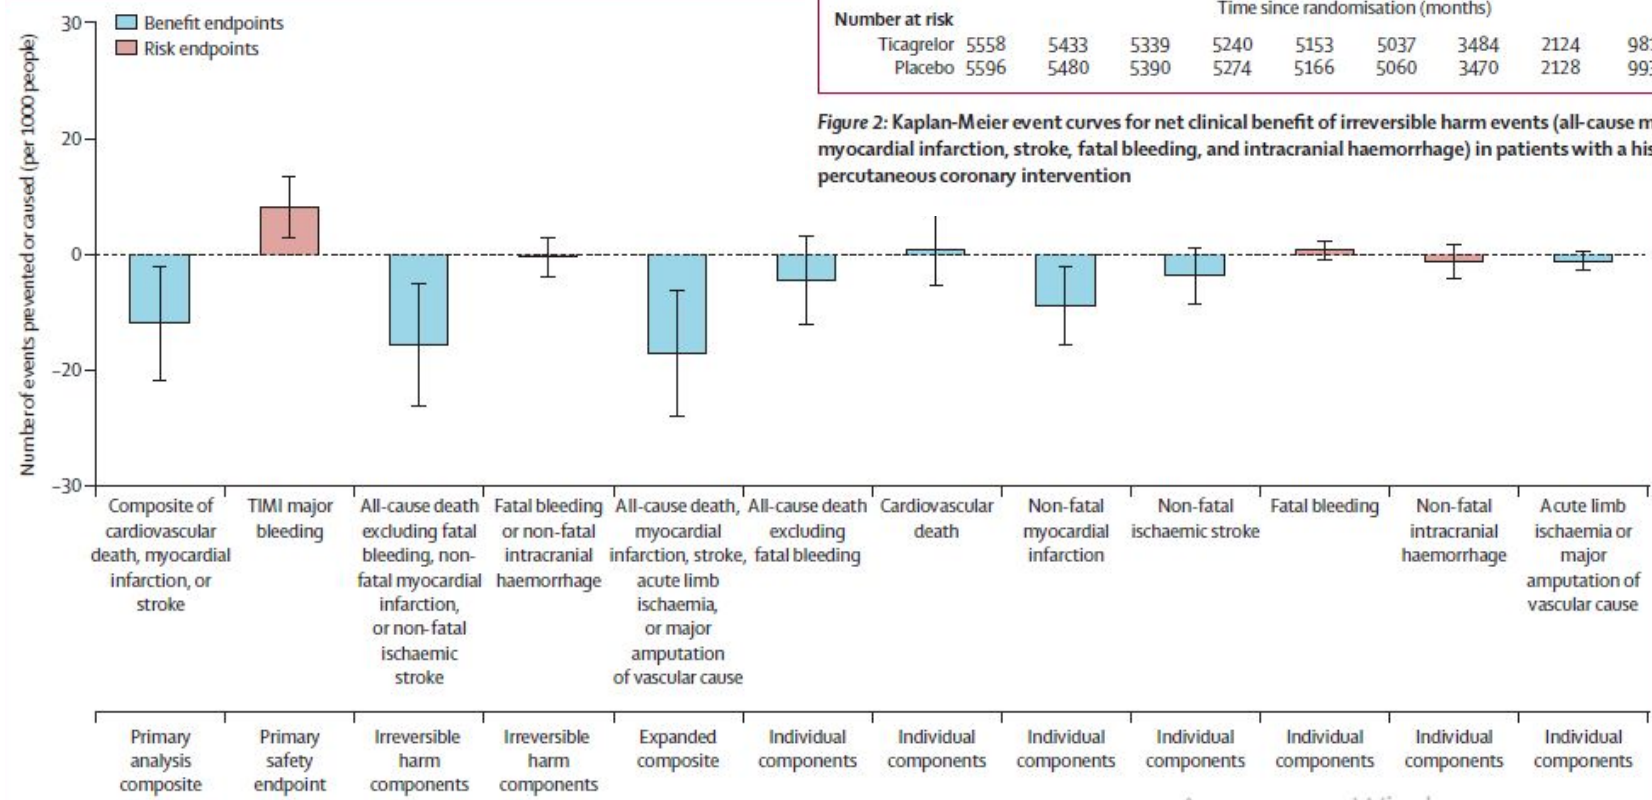 30
Benefit endpoints
Risk endpoints
20
0
–20
–30
Number of events prevented or caused (per 1000 people)
Time since randomisation (months)
Number at risk
Ticagrelor 5558 5433 5339 5240 5153 5037 3484 2124
Placebo 5596 5480 5390 5274 5166 5060 3470 2128
Figure 2: Kaplan-Meier event curves for net clinical benefit of irreversible harm events (all-cause
myocardial infarction, stroke, fatal bleeding, and intracranial haemorrhage) in patients with a
percutaneous coronary intervention
Composite of
cardiovascular
death, myocardial
infarction, or
stroke
TIMI major
bleeding
All-cause death
excluding fatal
bleeding, non-
fatal myocardial
infarction,
or non-fatal
ischaemic
stroke
Fatal bleeding
or non-fatal
intracranial
haemorrhage
All-cause death,
myocardial
infarction, stroke,
acute limb
ischaemia,
or major
amputation
of vascular cause
All-cause death
excluding
fatal bleeding
Cardiovascular
death
Non-fatal
myocardial
infarction
Non-fatal
ischaemic stroke
Fatal bleeding
Non-fatal
intracranial
haemorrhage
Acute limb
ischaemia or
major
amputation of
vascular cause
Primary
analysis
composite
Primary
safety
endpoint
Irreversible
harm
components
Irreversible
harm
components
Expanded
composite
Individual
components
Individual
components
Individual
components
Individual
components
Individual
components
Individual
components
Individual
components